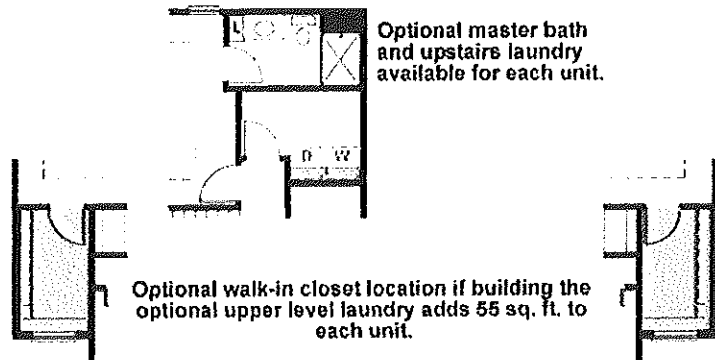 L
Optional master bath
and upstairs laundry
available for each unit.
D W
Optional walk-in closet location if building the
optional upper level laundry adds 55 sq. ft. to
each unit.